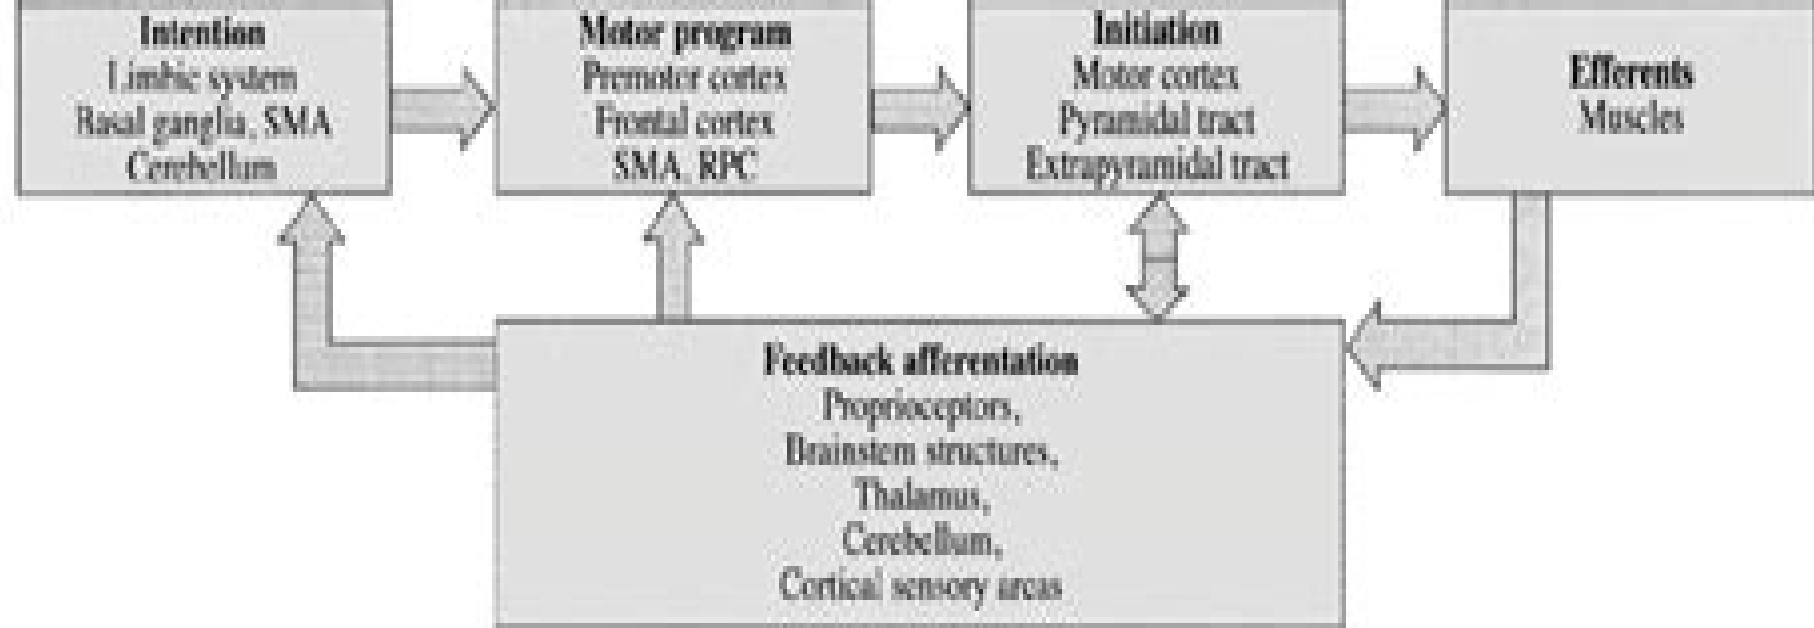 Intention
Limbic system
Basal ganglia, SMA
Cerebellum
Motor program
Premotor cortex
Frontal cortex
SMA, RPC
Initiation
Motor cortex
Pyramidal tract
Extrapyramidal tract
Efferents
Muscles
Feedback afferentation
Proprioceptors,
Brainstem structures,
Thalamus,
Cerebellum,
Cortical sensory areas